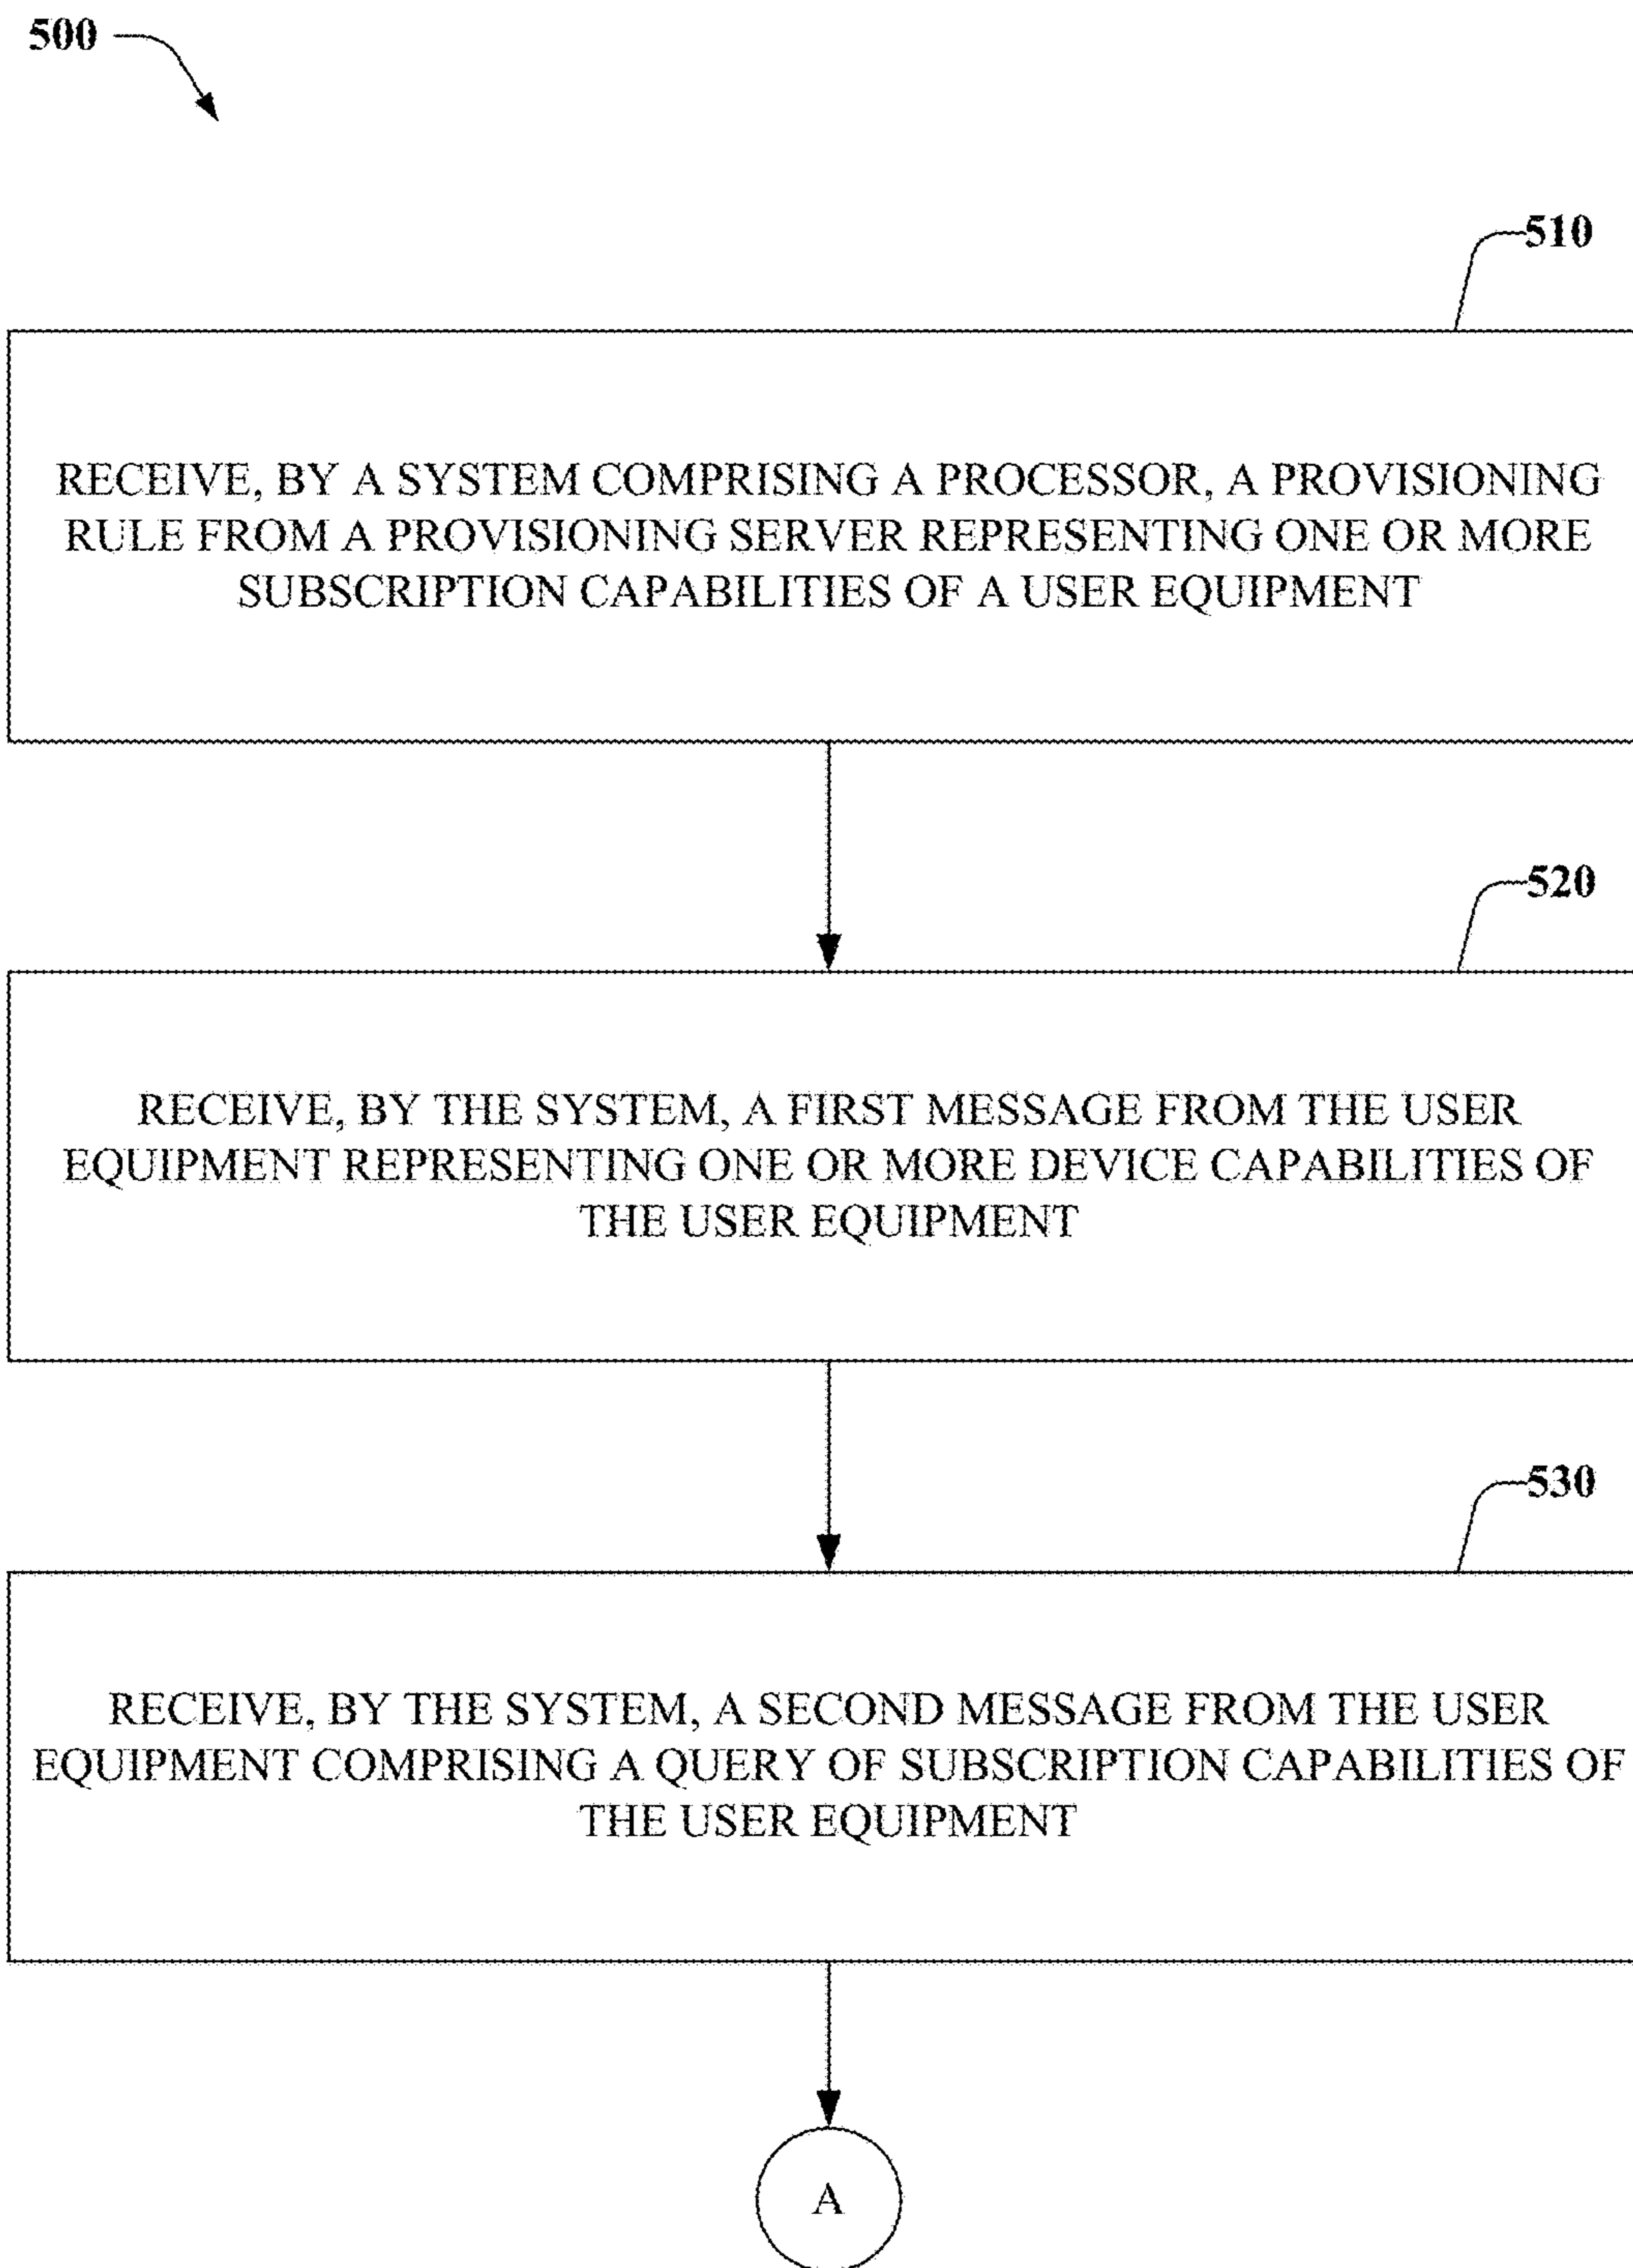 500
510
RECEIVE, BY A SYSTEM COMPRISING A PROCESSOR, A PROVISIONING
RULE FROM A PROVISIONING SERVER REPRESENTING ONE OR MORE
SUBSCRIPTION CAPABILITIES OF A USER EQUIPMENT
520
RECEIVE, BY THE SYSTEM, A FIRST MESSAGE FROM THE USER
EQUIPMENT REPRESENTING ONE OR MORE DEVICE CAPABILITIES OF
THE USER EQUIPMENT
530
RECEIVE, BY THE SYSTEM, A SECOND MESSAGE FROM THE USER
EQUIPMENT COMPRISING A QUERY OF SUBSCRIPTION CAPABILITIES OF
THE USER EQUIPMENT
A